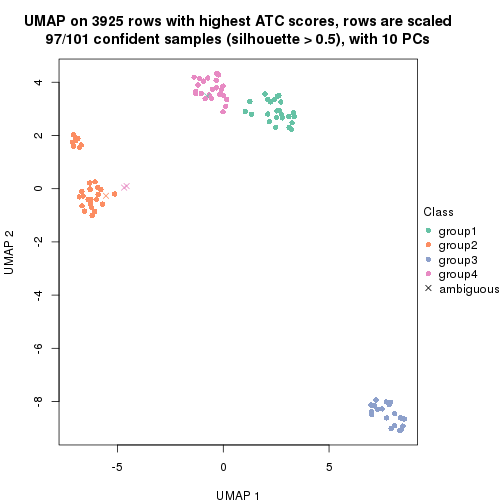 UMAP on 3925 rows with highest ATC scores, rows are scaled
97/101 confident samples (silhouette > 0.5), with 10 PCs
4
2
0
-2
-4
-6
-8
UMAP 2
-5
0
5
UMAP 1
Class
group1
group2
group3
group4
ambiguous